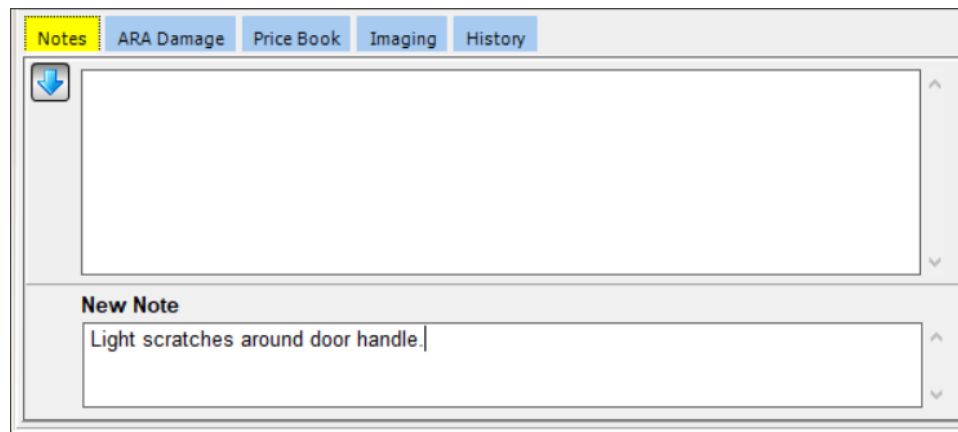 Notes ARA Damage Price Book Imaging History
New Note
Light scratches around door handle.